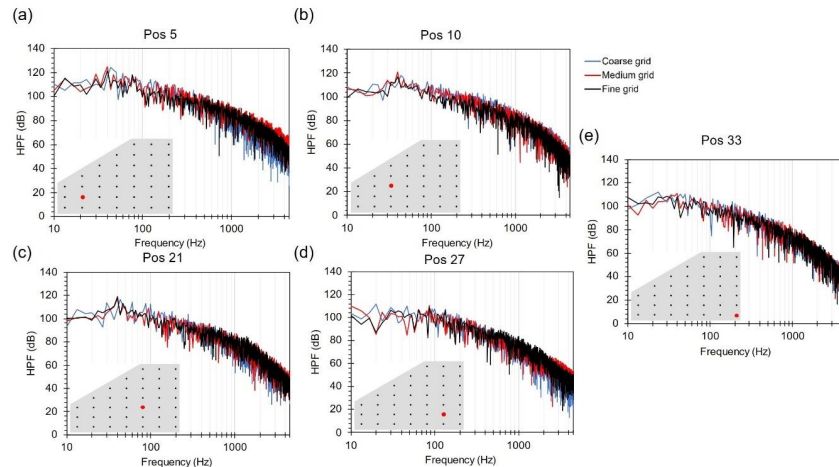 (a)
Pos 5
HPF (dB)
140
120
100
80
60
40
20
0
10
100
1000
Frequency (Hz)
(b)
Pos 10
HPF (dB)
140
120
100
80
60
40
20
0
10
100
1000
Frequency (Hz)
Coarse grid
Medium grid
Fine grid
(c)
Pos 21
HPF (dB)
140
120
100
80
60
40
20
0
10
100
1000
Frequency (Hz)
(d)
Pos 27
HPF (dB)
140
120
100
80
60
40
20
0
10
100
1000
Frequency (Hz)
(e)
Pos 33
HPF (dB)
140
120
100
80
60
40
20
0
10
100
1000
Frequency (Hz)